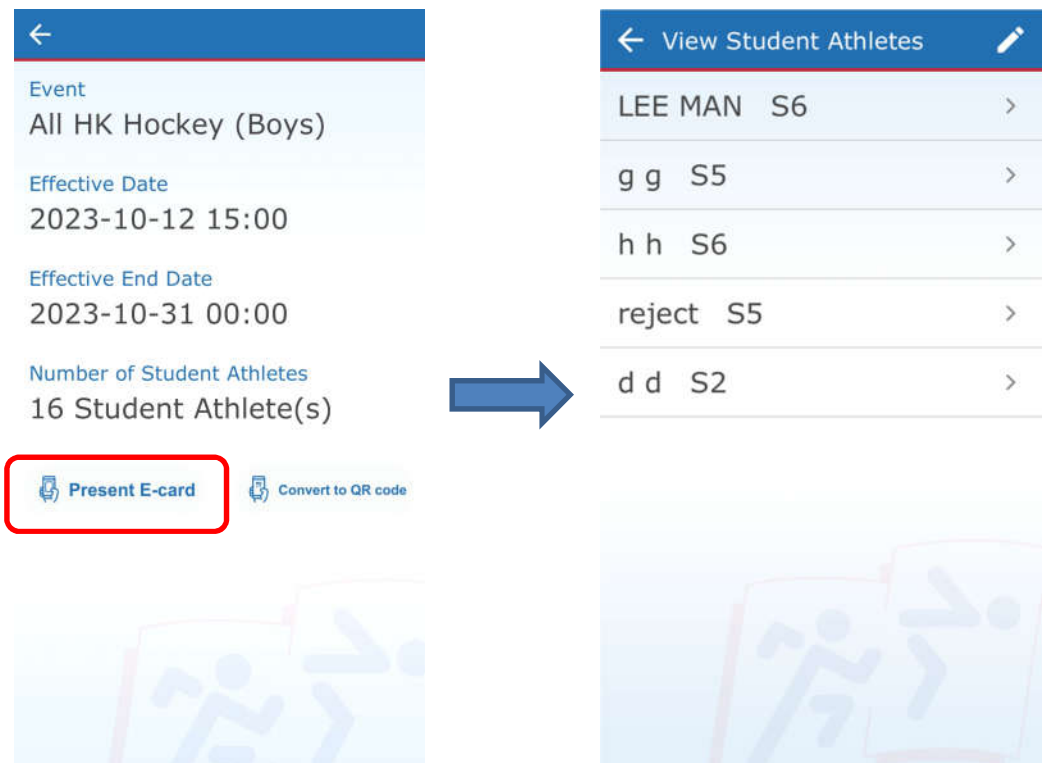 Event
All HK Hockey (Boys)
Effective Date
2023-10-12 15:00
Effective End Date
2023-10-31 00:00
Number of Student Athletes
16 Student Athlete(s)
Present E-card
Convert to QR code
View Student Athletes
LEE MAN S6
g g S5
h h S6
reject S5
d d S2